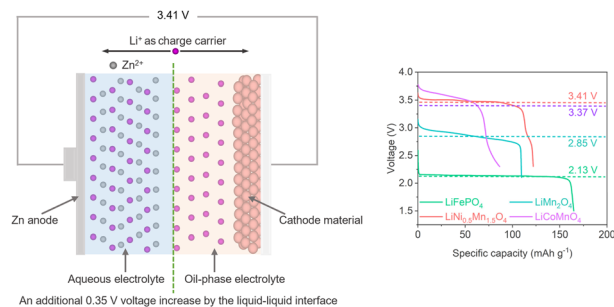 3.41 V
Li⁺ as charge carrier
Zn²⁺
Zn anode
Cathode material
Aqueous electrolyte
Oil-phase electrolyte
An additional 0.35 V voltage increase by the liquid-liquid interface
Voltage (V)
4.0
3.5
3.0
2.5
2.0
1.5
3.41 V
3.37 V
2.85 V
2.13 V
LiFePO₄
LiMn₂O₄
LiNi₀.₅Mn₁.₅O₄
LiCoMnO₄
0
50
100
150
200
Specific capacity (mAh g⁻¹)